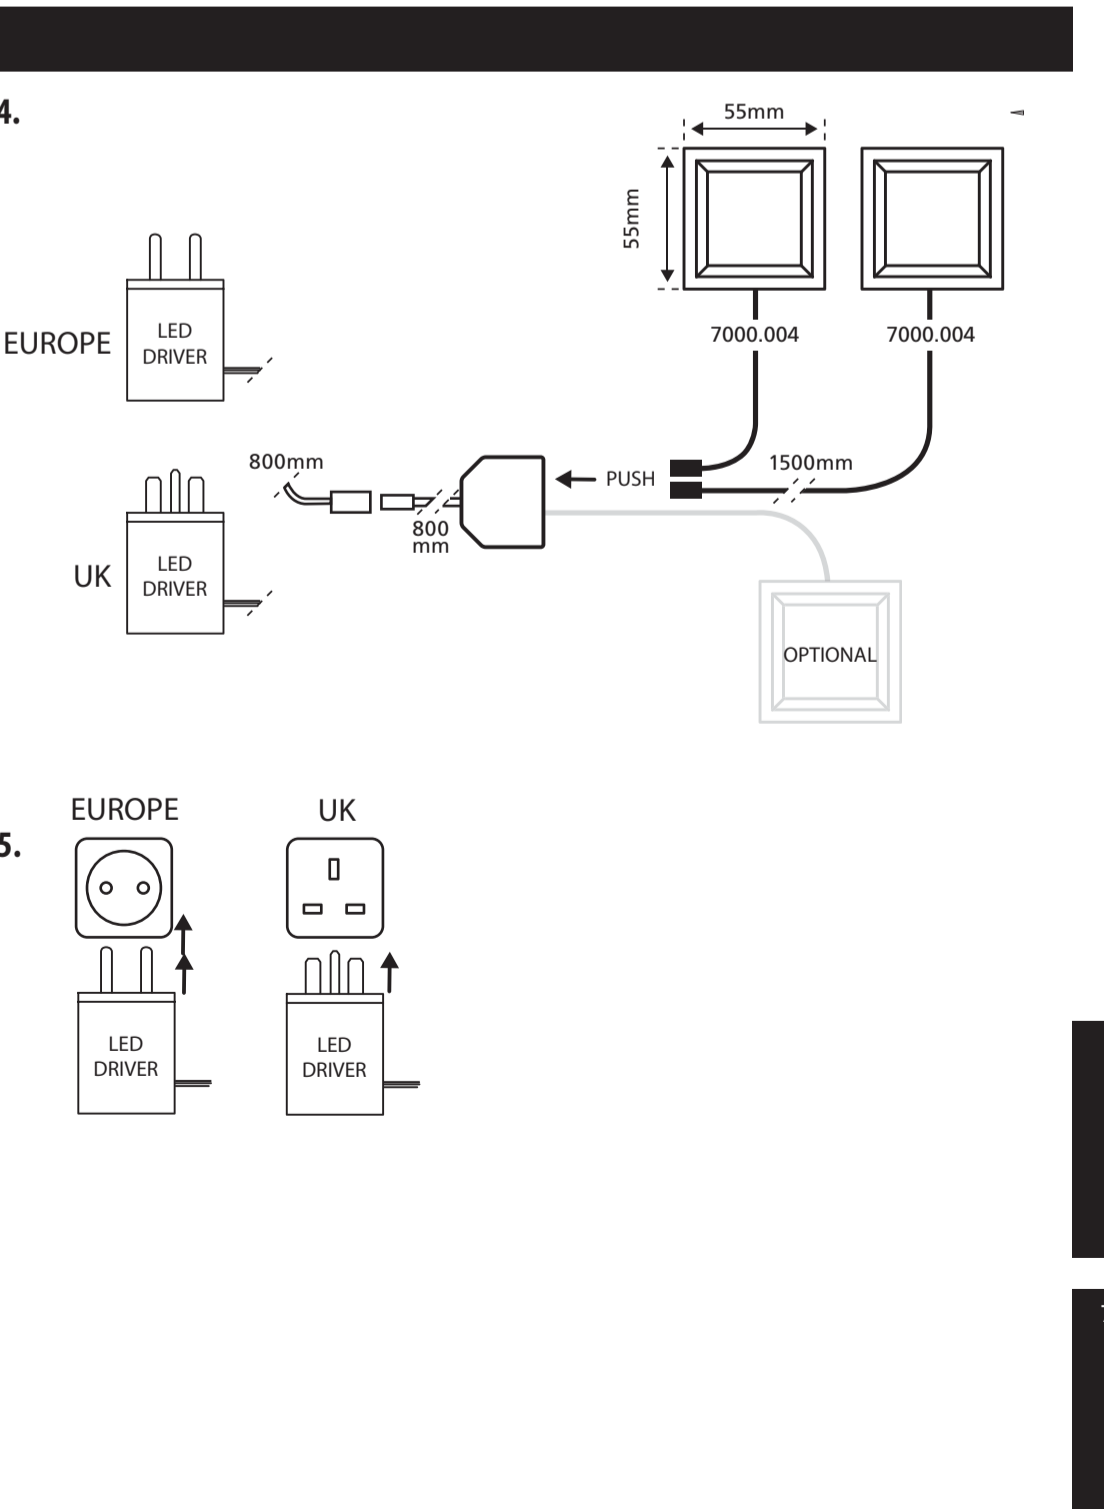 4.
55mm
55mm
EUROPE
LED
DRIVER
7000.004
7000.004
800mm
PUSH
1500mm
800
mm
UK
LED
DRIVER
OPTIONAL
EUROPE
UK
5.
LED
DRIVER
LED
DRIVER